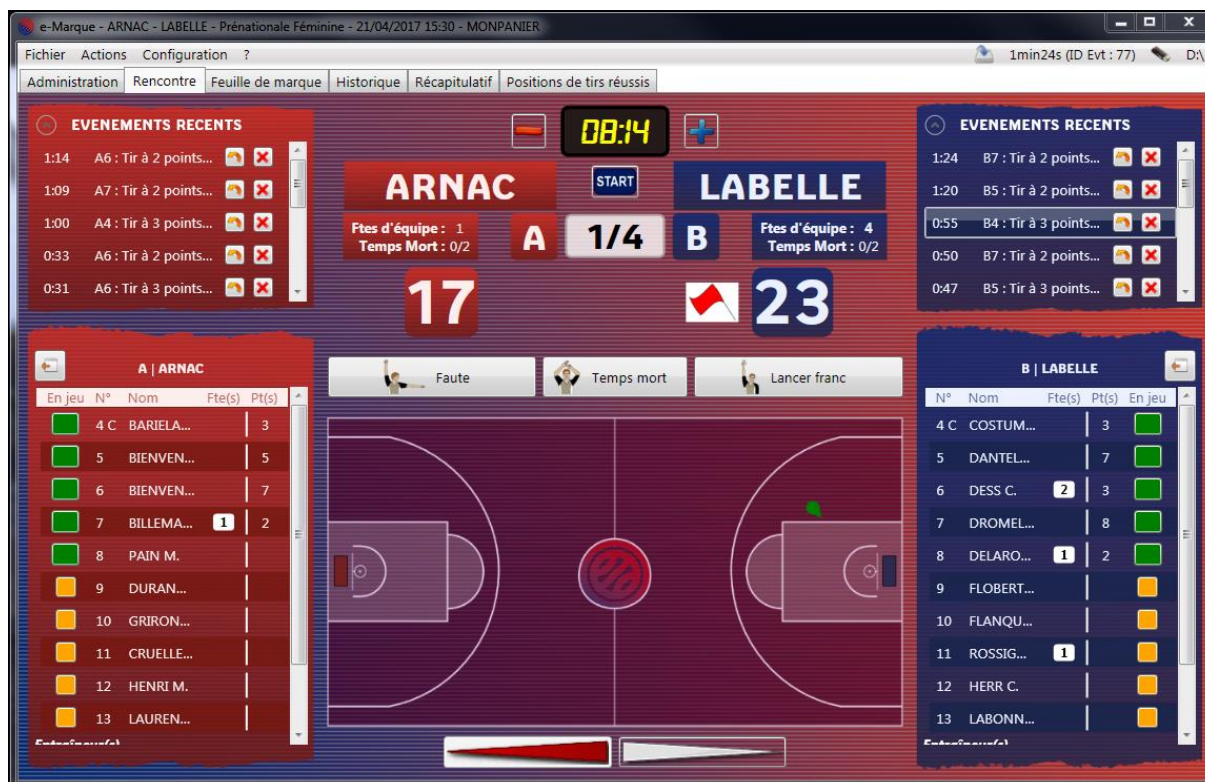 e-Marque - ARNAC - LABELLE - Prénationale Féminine - 21/04/2017 15:30 - MONPANIER
Fichier Actions Configuration ? 1min24s (ID Evt : 77) D:\
Administration Rencontre Feuille de marque Historique Récapitulatif Positions de tirs réussis
EVENEMENTS RECENTS
1:14 A6 : Tir à 2 points...
1:09 A7 : Tir à 2 points...
1:00 A4 : Tir à 3 points...
0:33 A6 : Tir à 2 points...
0:31 A6 : Tir à 3 points...
08:14
ARNAC START LABELLE
Ftes d'équipe : 1
Temps Mort : 0/2
A 1/4 B
Ftes d'équipe : 4
Temps Mort : 0/2
17 23
EVENEMENTS RECENTS
1:24 B7 : Tir à 2 points...
1:20 B5 : Tir à 2 points...
0:55 B4 : Tir à 3 points...
0:50 B7 : Tir à 2 points...
0:47 B5 : Tir à 3 points...
A | ARNAC
En jeu N° Nom Fte(s) Pt(s)
4 C BARIELA... 3
5 BIENVEN... 5
6 BIENVEN... 7
7 BILLEMA... 1 2
8 PAIN M.
9 DURAN...
10 GRIRON...
11 CRUELLE...
12 HENRI M.
13 LAUREN...
Entraîneur(s)
Faute Temps mort Lancer franc
B | LABELLE
N° Nom Fte(s) Pt(s) En jeu
4 C COSTUM... 3
5 DANTEL... 7
6 DESS C. 2 3
7 DROMEL... 8
8 DELARO... 1 2
9 FLOBERT...
10 FLANQU...
11 ROSSIG... 1
12 HERR C.
13 LABONN...
Entraîneur(s)